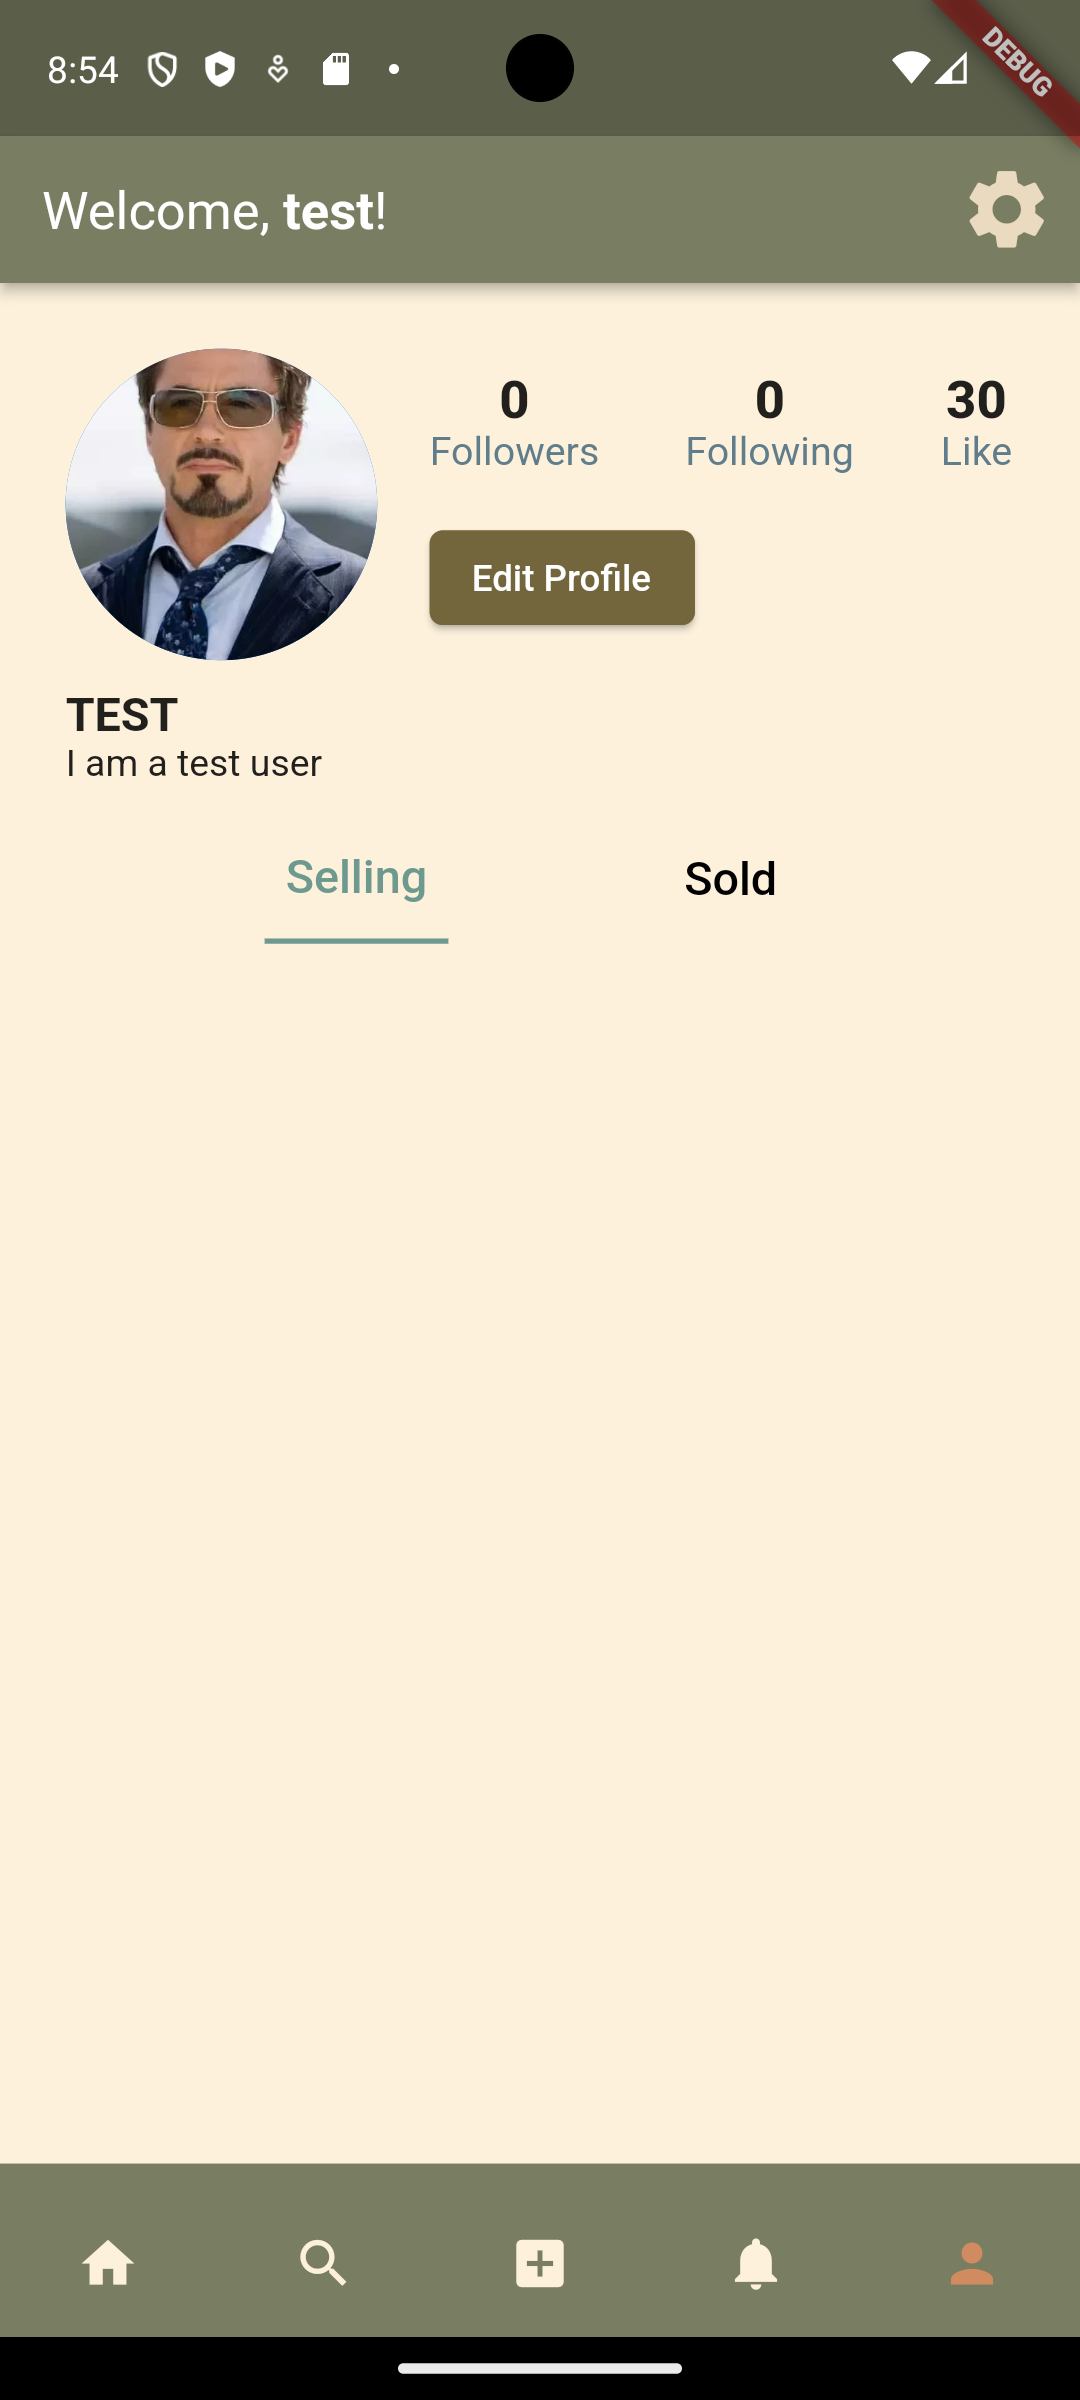 8:54
DEBUG
Welcome, test!
0 0 30
Followers Following Like
Edit Profile
TEST
I am a test user
Selling Sold